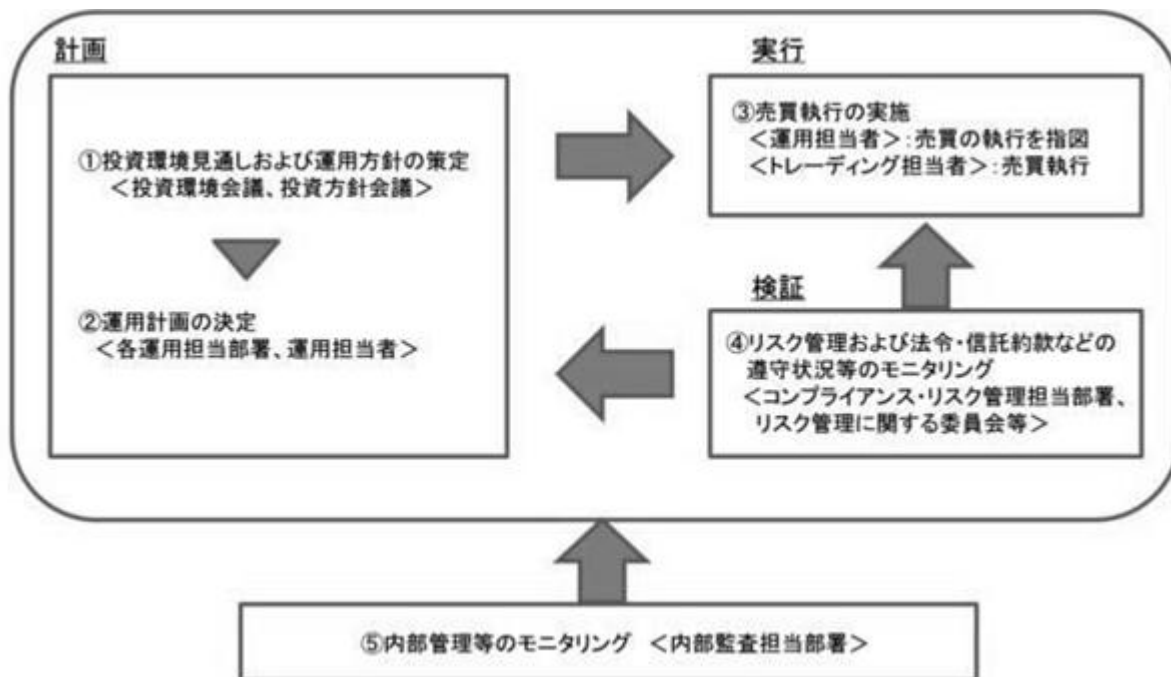 計画
①投資環境見通しおよび運用方針の策定
＜投資環境会議、投資方針会議＞
②運用計画の決定
＜各運用担当部署、運用担当者＞
実行
③売買執行の実施
＜運用担当者＞：売買の執行を指図
＜トレーディング担当者＞：売買執行
検証
④リスク管理および法令・信託約款などの
遵守状況等のモニタリング
＜コンプライアンス・リスク管理担当部署、
リスク管理に関する委員会等＞
⑤内部管理等のモニタリング　＜内部監査担当部署＞